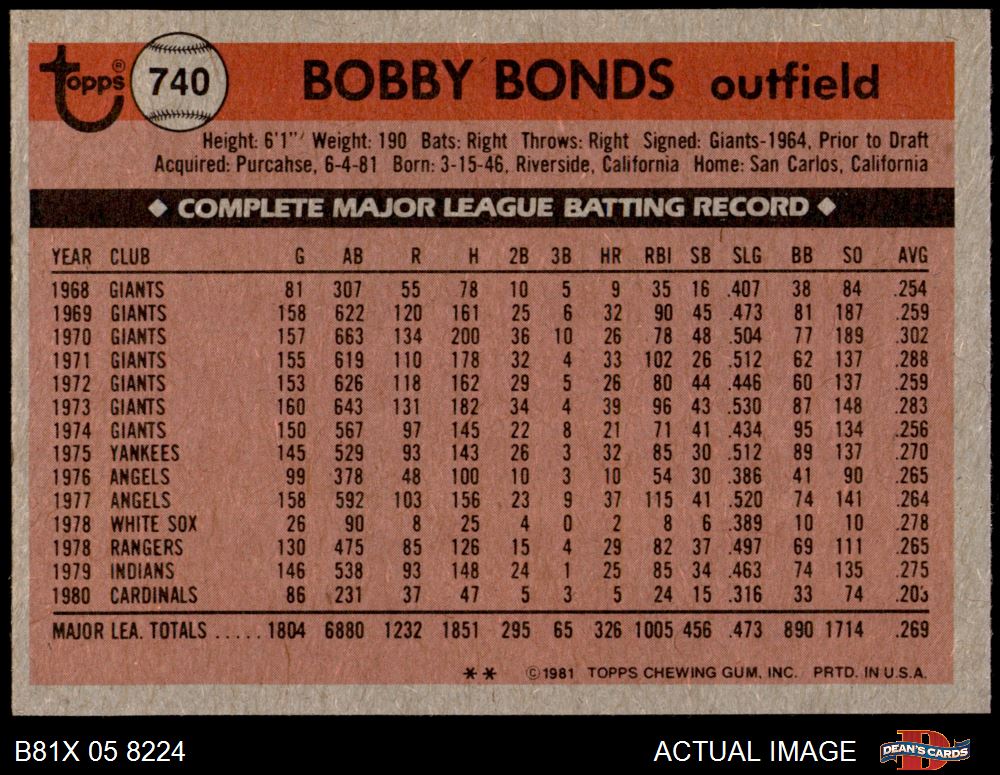 topps® 740 BOBBY BONDS outfield
Height: 6'1" Weight: 190 Bats: Right Throws: Right Signed: Giants-1964, Prior to Draft
Acquired: Purcahse, 6-4-81 Born: 3-15-46, Riverside, California Home: San Carlos, California
◆ COMPLETE MAJOR LEAGUE BATTING RECORD ◆
YEAR CLUB G AB R H 2B 3B HR RBI SB SLG BB SO AVG
1968 GIANTS 81 307 55 78 10 5 9 35 16 .407 38 84 .254
1969 GIANTS 158 622 120 161 25 6 32 90 45 .473 81 187 .259
1970 GIANTS 157 663 134 200 36 10 26 78 48 .504 77 189 .302
1971 GIANTS 155 619 110 178 32 4 33 102 26 .512 62 137 .288
1972 GIANTS 153 626 118 162 29 5 26 80 44 .446 60 137 .259
1973 GIANTS 160 643 131 182 34 4 39 96 43 .530 87 148 .283
1974 GIANTS 150 567 97 145 22 8 21 71 41 .434 95 134 .256
1975 YANKEES 145 529 93 143 26 3 32 85 30 .512 89 137 .270
1976 ANGELS 99 378 48 100 10 3 10 54 30 .386 41 90 .265
1977 ANGELS 158 592 103 156 23 9 37 115 41 .520 74 141 .264
1978 WHITE SOX 26 90 8 25 4 0 2 8 6 .389 10 10 .278
1978 RANGERS 130 475 85 126 15 4 29 82 37 .497 69 111 .265
1979 INDIANS 146 538 93 148 24 1 25 85 34 .463 74 135 .275
1980 CARDINALS 86 231 37 47 5 3 5 24 15 .316 33 74 .203
MAJOR LEA. TOTALS ..... 1804 6880 1232 1851 295 65 326 1005 456 .473 890 1714 .269
** ©1981 TOPPS CHEWING GUM, INC. PRTD. IN U.S.A.
B81X 05 8224 ACTUAL IMAGE DEAN'S CARDS